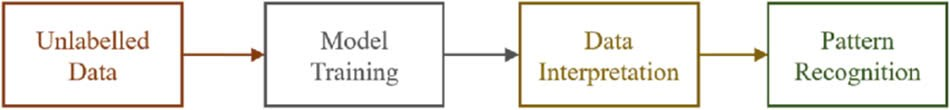 Unlabelled
Data
Model
Training
Data
Interpretation
Pattern
Recognition